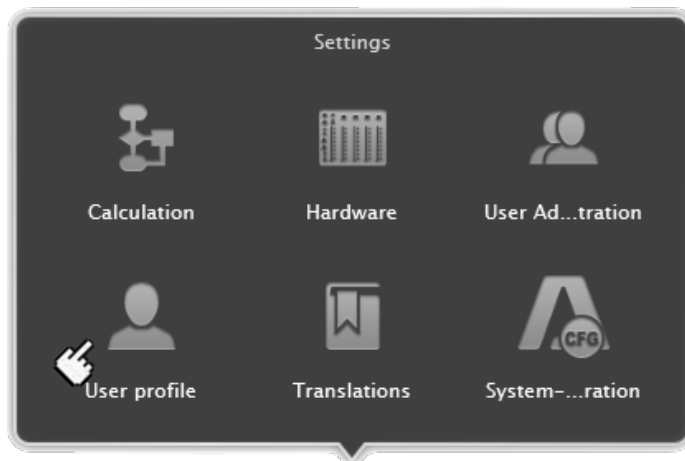 Settings
Calculation Hardware User Ad...tration
CFG
User profile Translations System-...ration